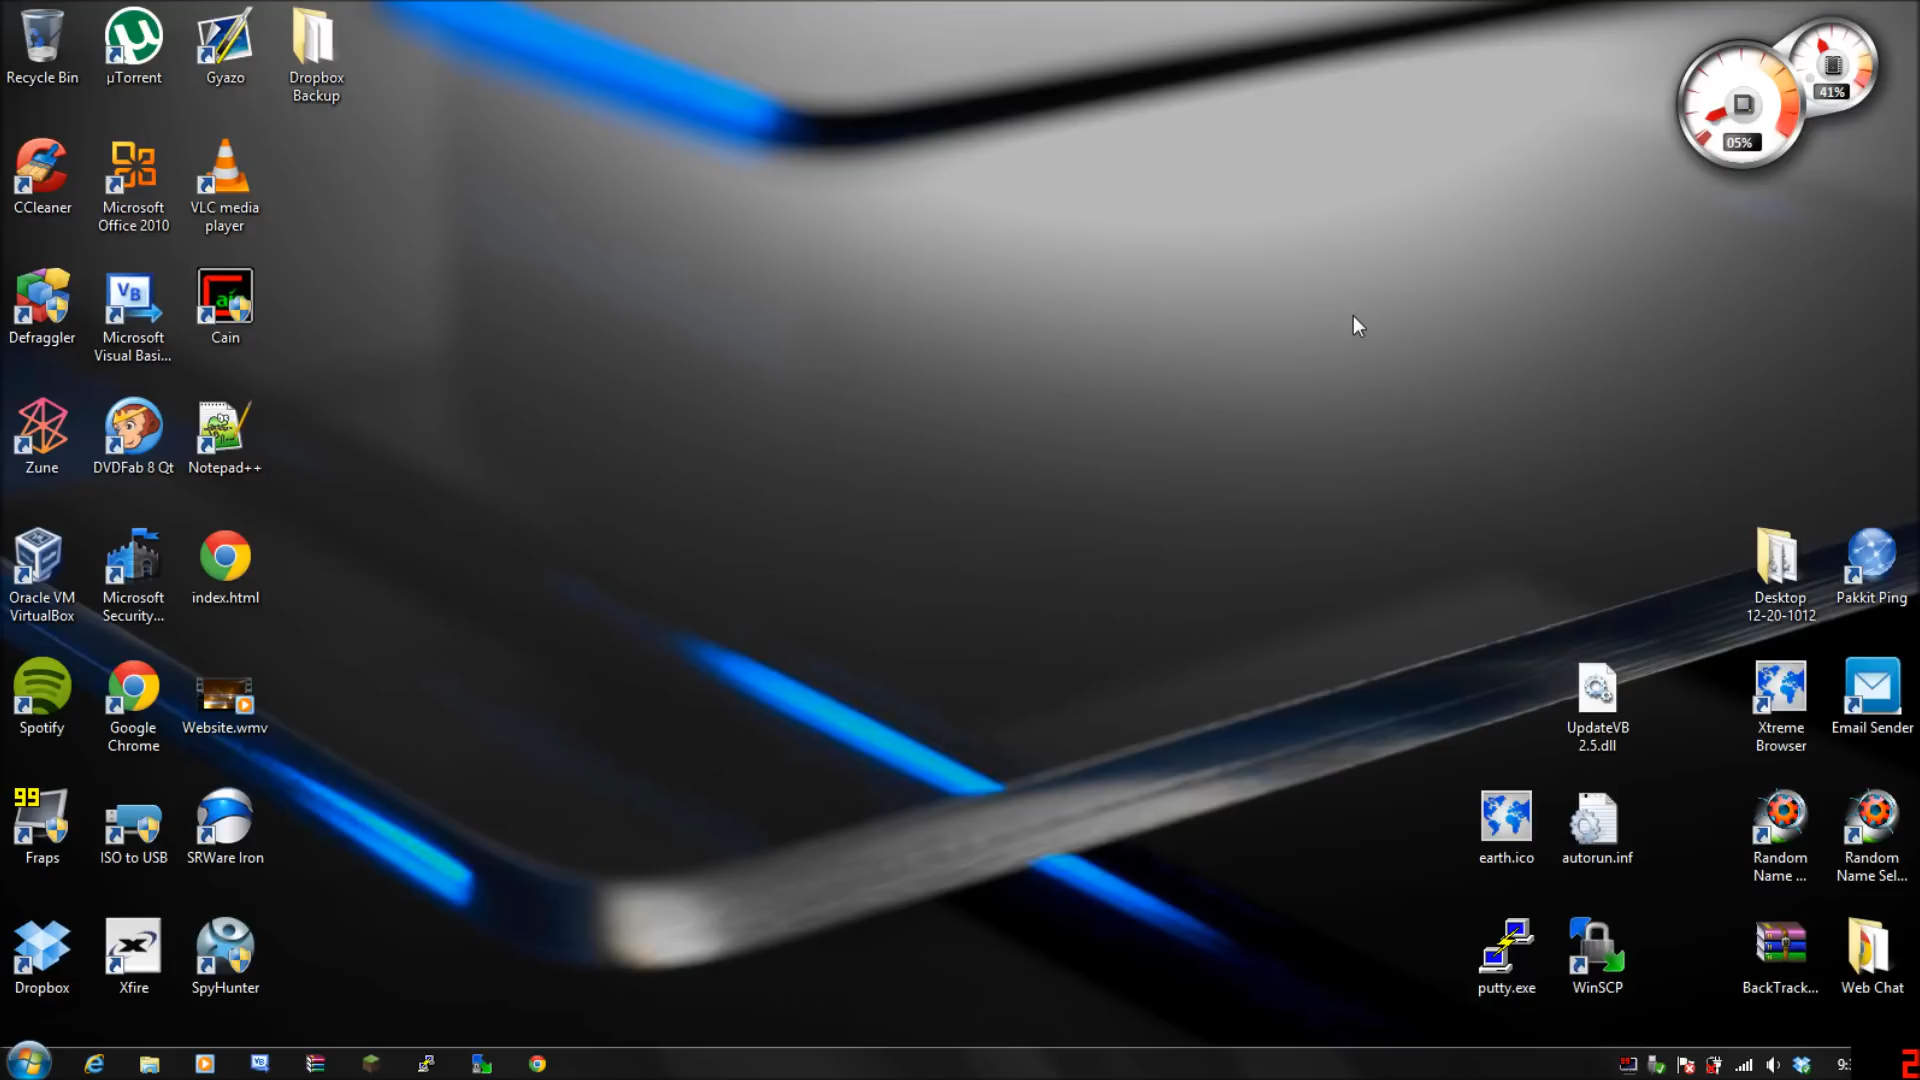 Recycle Bin
µTorrent
Gyazo
Dropbox
Backup
CCleaner
Microsoft
Office 2010
VLC media
player
Defraggler
VB
Microsoft
Visual Basi...
Cain
Zune
DVDFab 8 Qt
Notepad++
Oracle VM
VirtualBox
Microsoft
Security...
index.html
Spotify
Google
Chrome
Website.wmv
99
Fraps
ISO to USB
SRWare Iron
Dropbox
Xfire
SpyHunter
41%
05%
Desktop
12-20-1012
Pakkit Ping
UpdateVB
2.5.dll
Xtreme
Browser
Email Sender
earth.ico
autorun.inf
Random
Name ...
Random
Name Sel...
putty.exe
WinSCP
BackTrack...
Web Chat